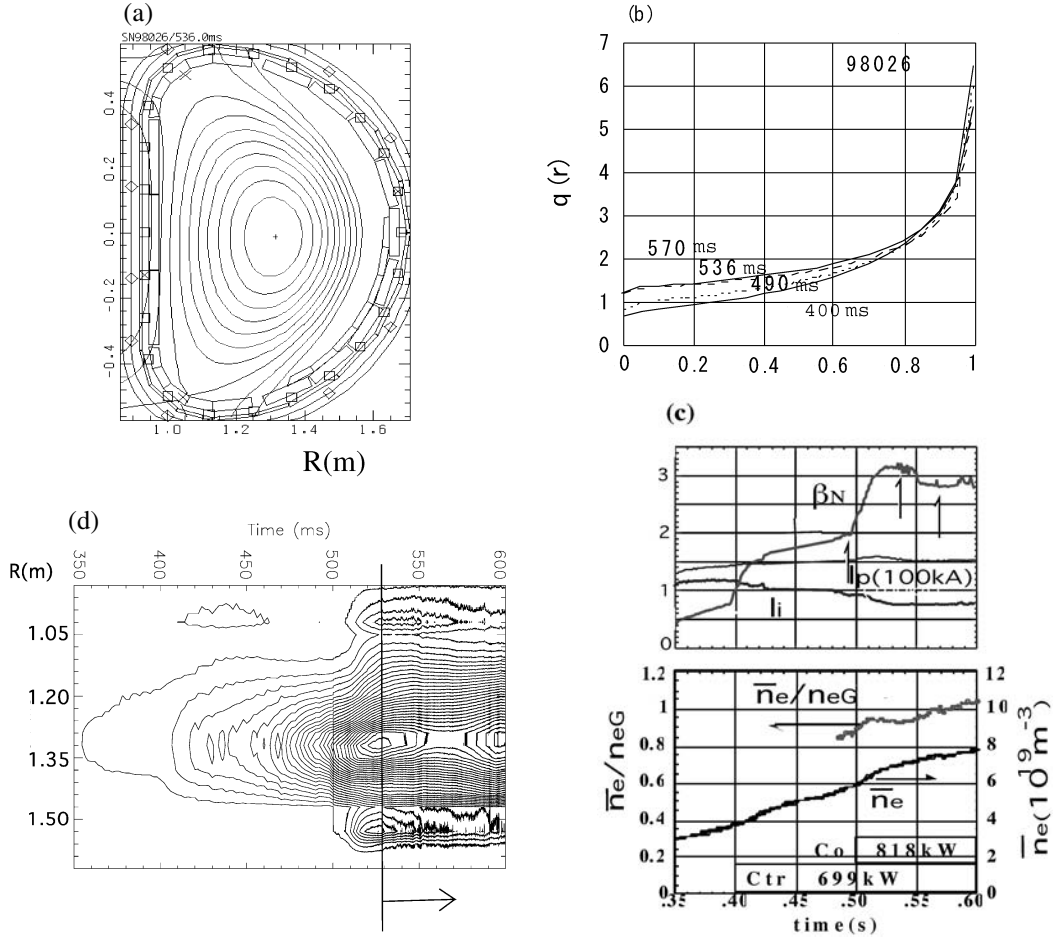 (a)
SN98026/536.0ms
0.4
0.2
0.0
-0.2
-0.4
1.0 1.2 1.4 1.6
R(m)
(b)
7
6
5
4
3
2
1
0
q(r)
98026
570 ms
536 ms
490 ms
400 ms
0 0.2 0.4 0.6 0.8 1
(c)
3
2
1
0
βN
Ip(100kA)
li
1.2
1
0.8
0.6
0.4
0.2
0
n̅e/neG
n̅e/neG
n̅e
12
10
8
6
4
2
0
n̅e(10^19 m^-3)
Co 818kW
Ctr 699kW
.35 .40 .45 .50 .55 .60
time(s)
(d)
Time (ms)
350 400 450 500 550 600
R(m)
1.05
1.20
1.35
1.50